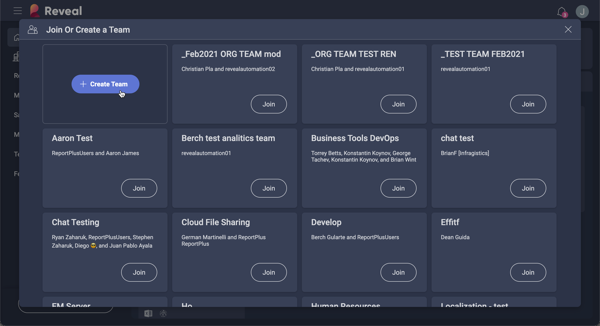 Reveal
2
J
Join Or Create a Team
+ Create Team
_Feb2021 ORG TEAM mod
Christian Pla and revealautomation02
Join
_ORG TEAM TEST REN
Christian Pla and revealautomation01
Join
_TEST TEAM FEB2021
revealautomation01
Join
Aaron Test
ReportPlusUsers and Aaron James
Join
Berch test analitics team
revealautomation01
Join
Business Tools DevOps
Torrey Betts, Konstantin Koynov, George
Tachev, Konstantin Koynov, and Brian Wint
Join
chat test
BrianF [Infragistics]
Join
Chat Testing
Ryan Zaharuk, ReportPlusUsers, Stephen
Zaharuk, Diego 😎, and Juan Pablo Ayala
Join
Cloud File Sharing
German Martinelli and ReportPlus
ReportPlus
Join
Develop
Berch Gularte and ReportPlusUsers
Join
Effitf
Dean Guida
Join
EM Server
Ho
Human Resources
Localization - test